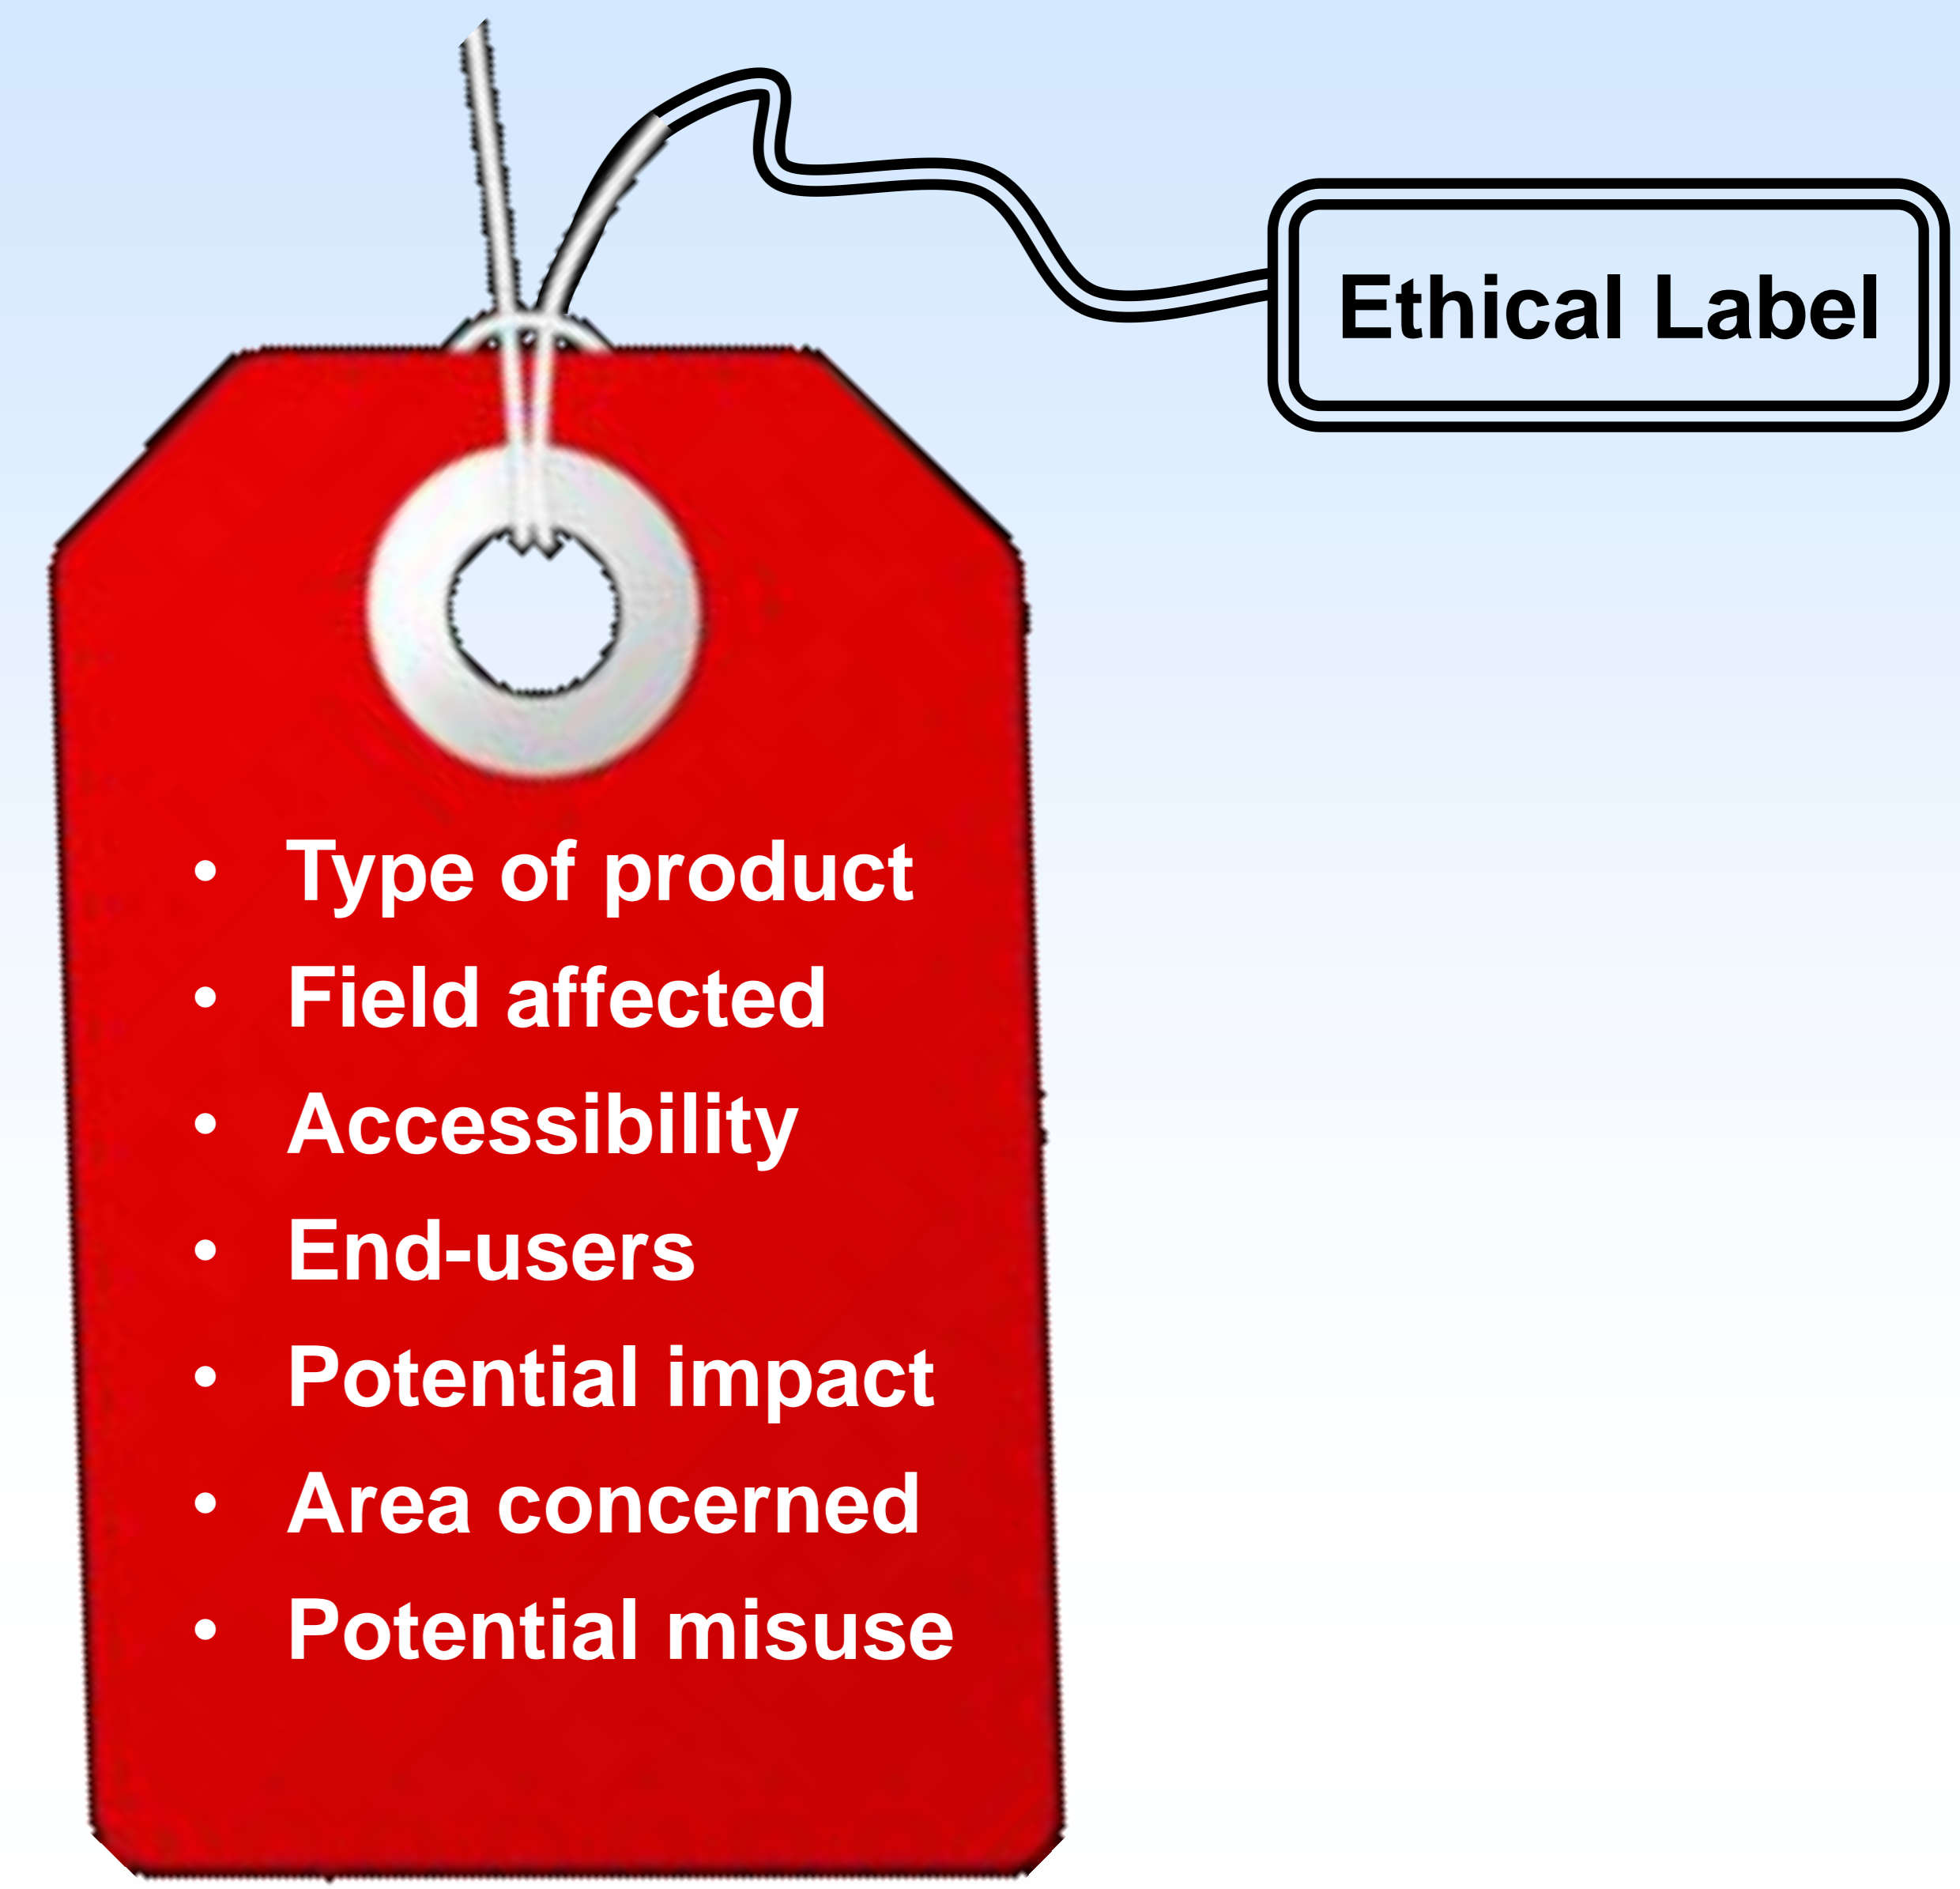 Ethical Label
• Type of product
• Field affected
• Accessibility
• End-users
• Potential impact
• Area concerned
• Potential misuse